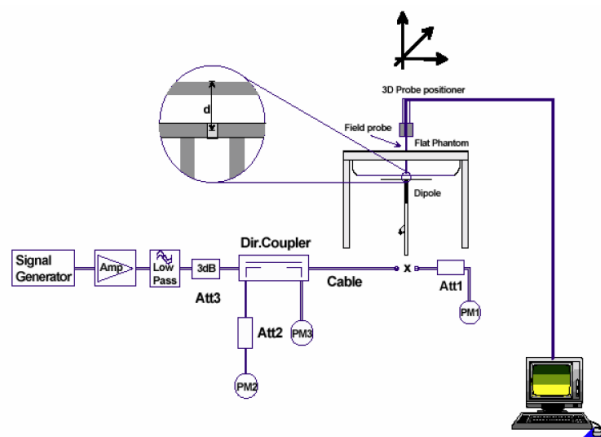 3D Probe positioner
d
Field probe
Flat Phantom
Dipole
Dir.Coupler
Signal
Generator
Amp
Low
Pass
3dB
Att3
Cable
x
Att1
PM1
Att2
PM3
PM2